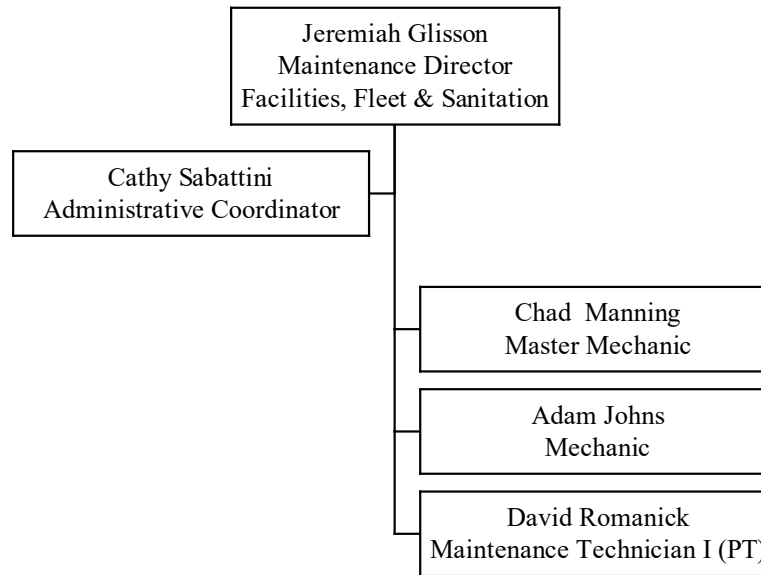 Jeremiah Glisson
Maintenance Director
Facilities, Fleet & Sanitation
Cathy Sabattini
Administrative Coordinator
Chad  Manning
Master Mechanic
Adam Johns
Mechanic
David Romanick
Maintenance Technician I (PT)